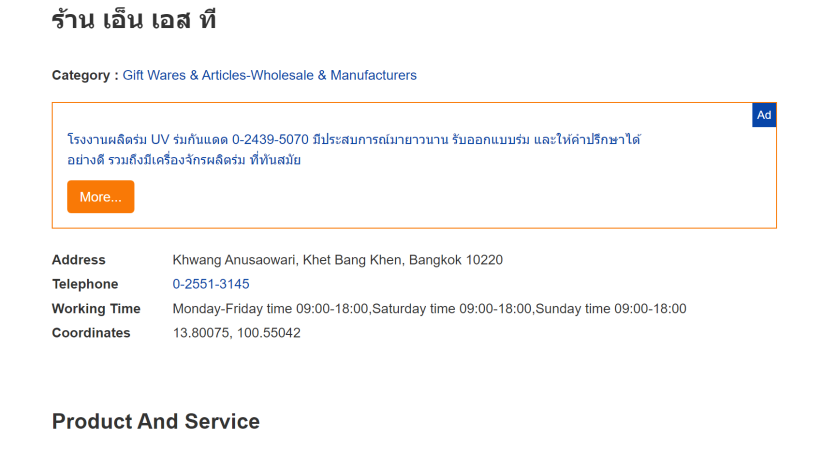 ร้าน เอ็น เอส ที
Category : Gift Wares & Articles-Wholesale & Manufacturers
Ad
โรงงานผลิตร่ม UV ร่มกันแดด 0-2439-5070 มีประสบการณ์มายาวนาน รับออกแบบร่ม และให้คำปรึกษาได้
อย่างดี รวมถึงมีเครื่องจักรผลิตร่ม ที่ทันสมัย
More...
Address Khwang Anusaowari, Khet Bang Khen, Bangkok 10220
Telephone 0-2551-3145
Working Time Monday-Friday time 09:00-18:00,Saturday time 09:00-18:00,Sunday time 09:00-18:00
Coordinates 13.80075, 100.55042
Product And Service